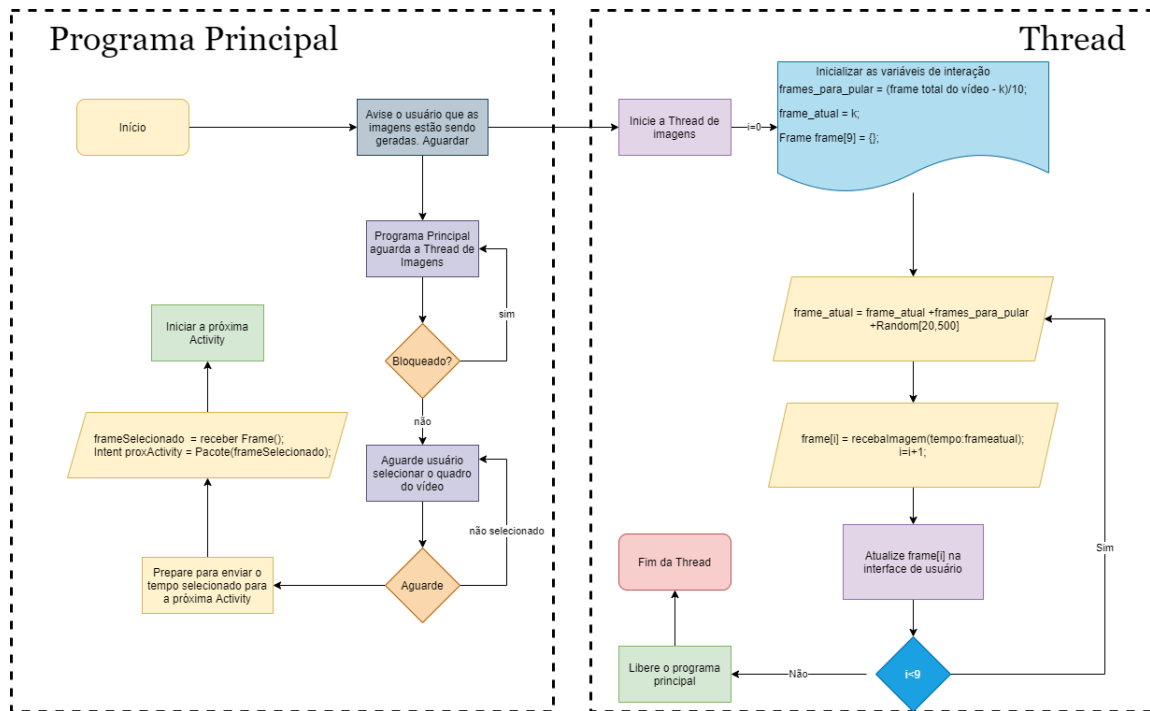 Programa Principal
Início
Avise o usuário que as
imagens estão sendo
geradas. Aguardar
Programa Principal
aguarda a Thread de
Imagens
sim
Bloqueado?
não
Aguarde usuário
selecionar o quadro
do vídeo
não selecionado
Aguarde
Prepare para enviar o
tempo selecionado para
a próxima Activity
frameSelecionado = receber Frame();
Intent proxActivity = Pacote(frameSelecionado);
Iniciar a próxima
Activity
Thread
Inicie a Thread de
imagens
i=0
Inicializar as variáveis de interação
frames_para_pular = (frame total do vídeo - k)/10;
frame_atual = k;
Frame frame[9] = {};
frame_atual = frame_atual +frames_para_pular
+Random[20,500]
frame[i] = recebaImagem(tempo:frameatual);
i=i+1;
Atualize frame[i] na
interface de usuário
Sim
i<9
Não
Libere o programa
principal
Fim da Thread